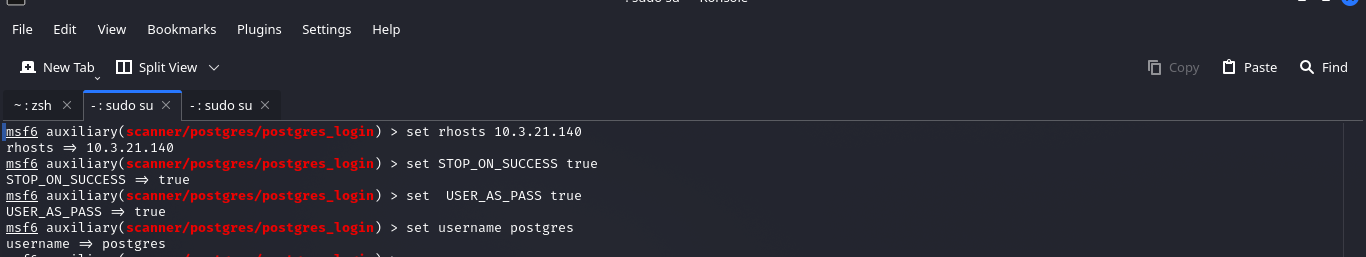 File Edit View Bookmarks Plugins Settings Help
New Tab Split View Copy Paste Find
~ : zsh - : sudo su - : sudo su
msf6 auxiliary(scanner/postgres/postgres_login) > set rhosts 10.3.21.140
rhosts => 10.3.21.140
msf6 auxiliary(scanner/postgres/postgres_login) > set STOP_ON_SUCCESS true
STOP_ON_SUCCESS => true
msf6 auxiliary(scanner/postgres/postgres_login) > set  USER_AS_PASS true
USER_AS_PASS => true
msf6 auxiliary(scanner/postgres/postgres_login) > set username postgres
username => postgres